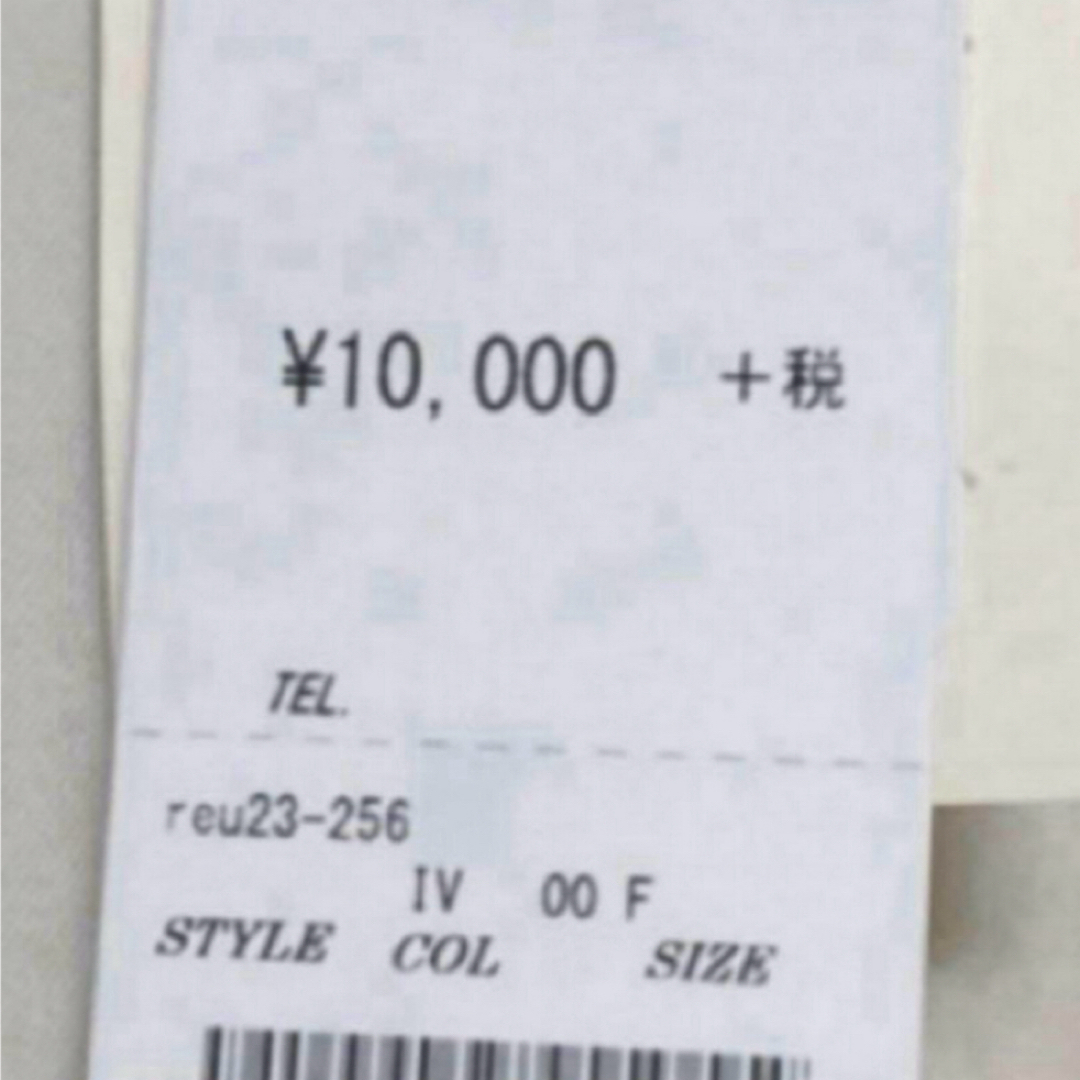 ¥10,000 +税
TEL.
reu23-256
IV 00 F
STYLE COL SIZE